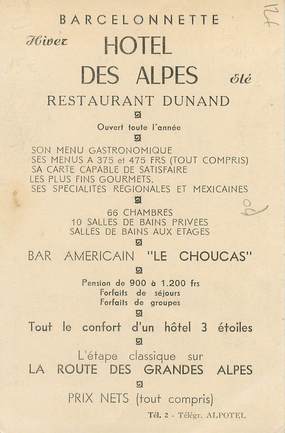 BARCELONNETTE
Hiver
HOTEL
DES ALPES
été
RESTAURANT DUNAND
Ouvert toute l'année
SON MENU GASTRONOMIQUE
SES MENUS A 375 et 475 FRS (TOUT COMPRIS)
SA CARTE CAPABLE DE SATISFAIRE
LES PLUS FINS GOURMETS.
SES SPECIALITÉS REGIONALES ET MEXICAINES
66 CHAMBRES
10 SALLES DE BAINS PRIVÉES
SALLES DE BAINS AUX ETAGES
BAR AMERICAIN "LE CHOUCAS"
Pension de 900 à 1.200 frs
Forfaits de séjours
Forfaits de groupes
Tout le confort d'un hôtel 3 étoiles
L'étape classique sur
LA ROUTE DES GRANDES ALPES
PRIX NETS (tout compris)
Tél. 2 - Télégr. ALPOTEL